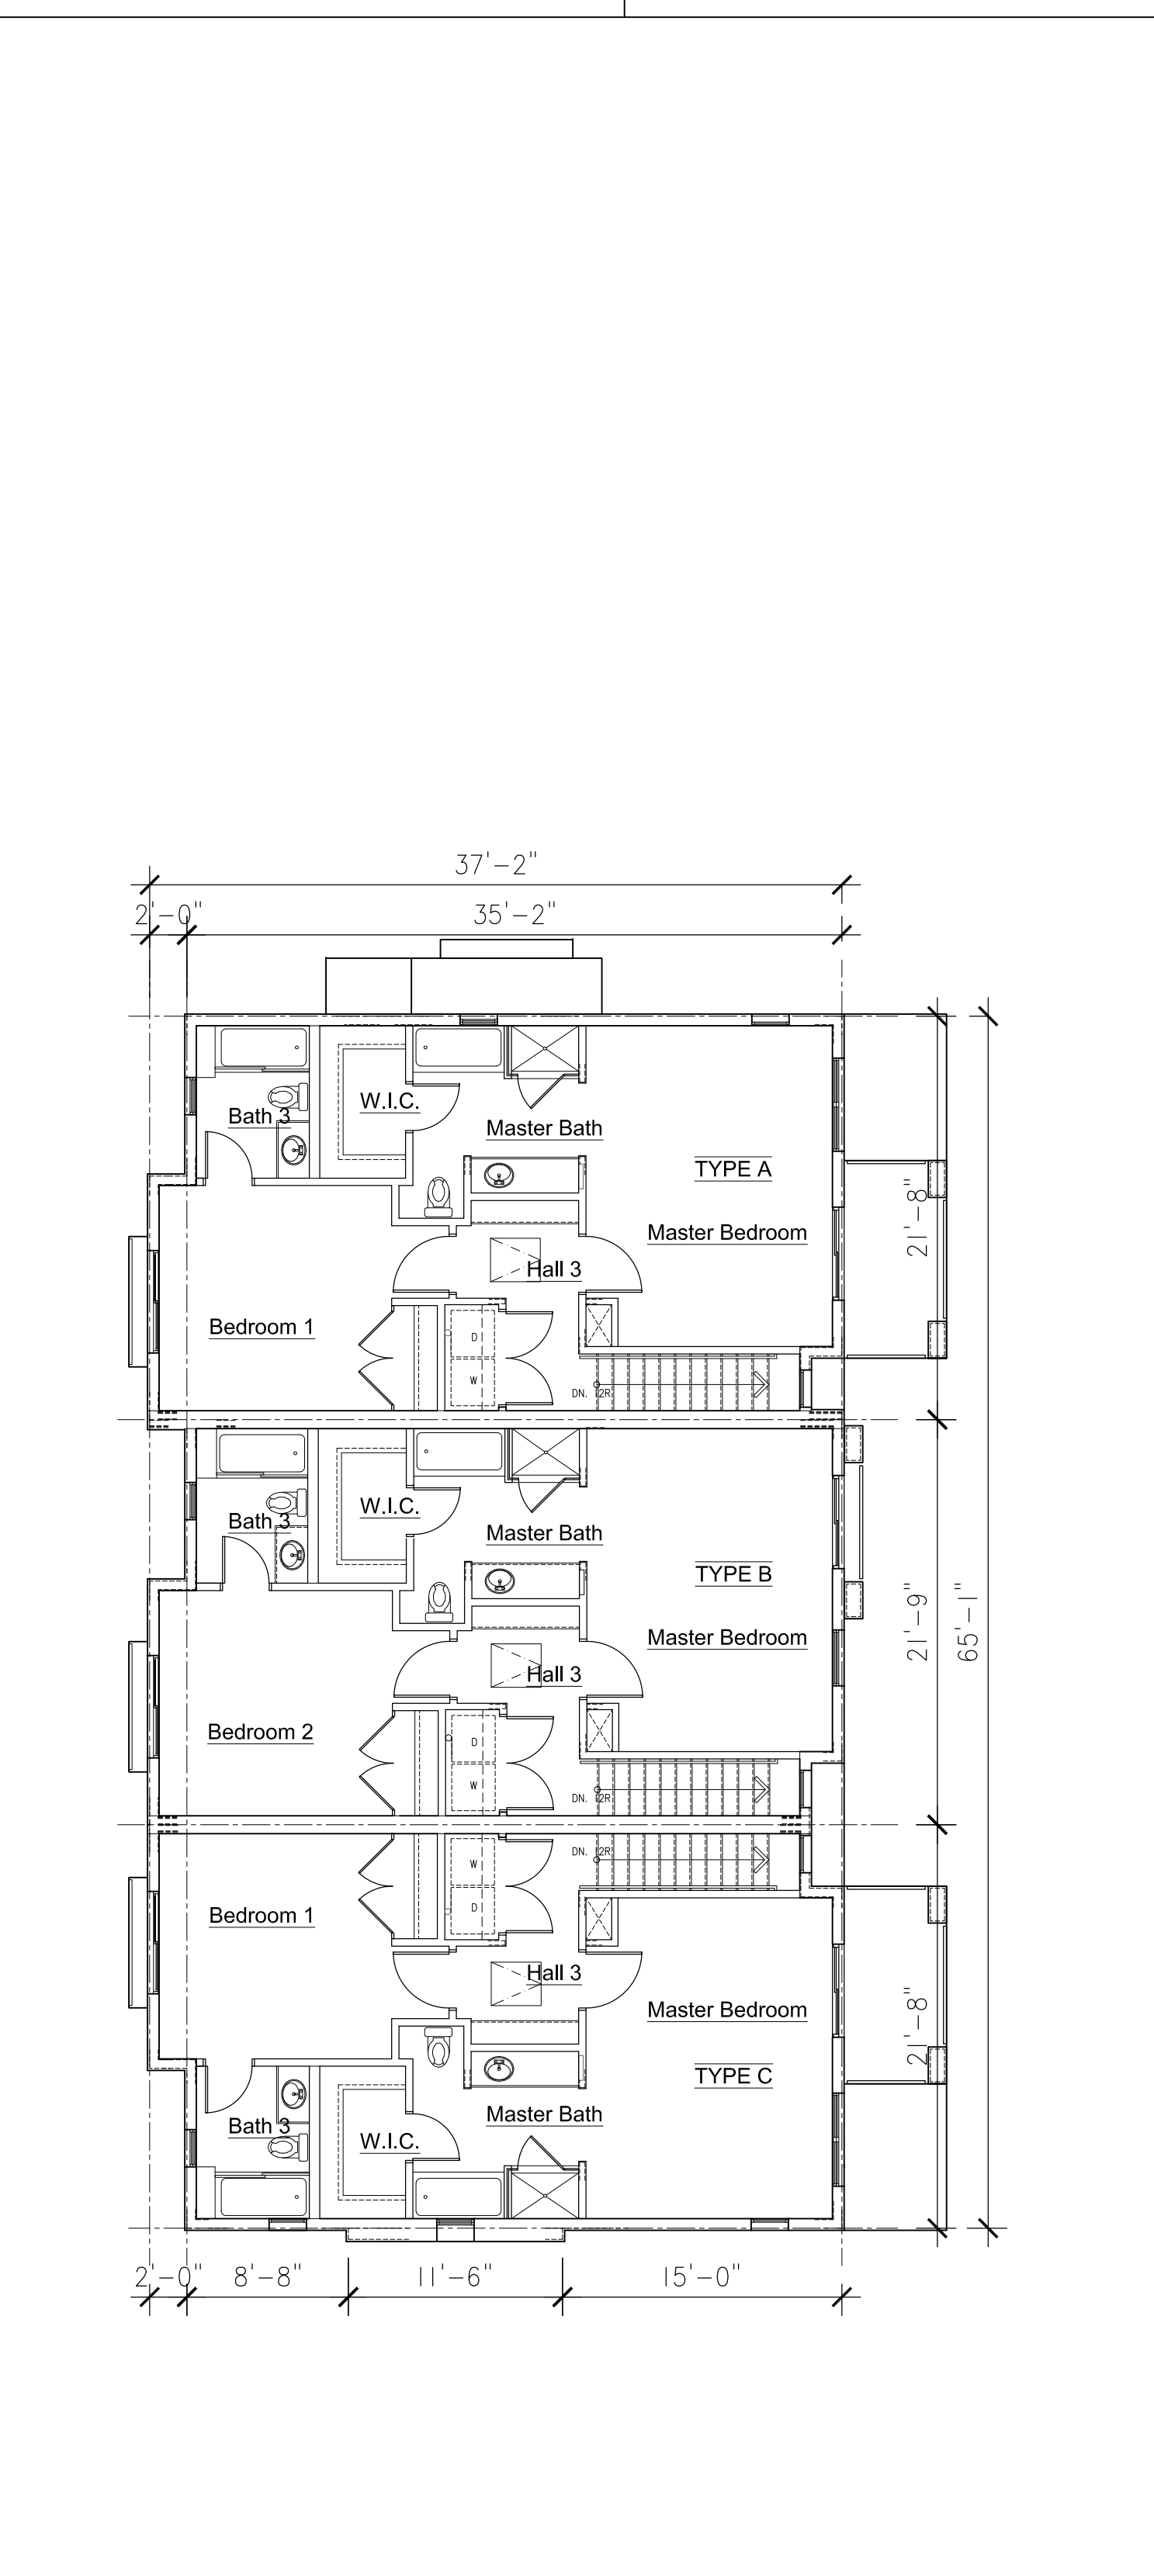 37'-2"
2'-0"
35'-2"
W.I.C.
Bath 3
Master Bath
TYPE A
21'-8"
Master Bedroom
Hall 3
Bedroom 1
D
W
DN. 12R
W.I.C.
Bath 3
Master Bath
TYPE B
21'-9"
65'-1"
Master Bedroom
Hall 3
Bedroom 2
D
W
DN. 12R
DN. 12R
W
D
Bedroom 1
Hall 3
Master Bedroom
21'-8"
TYPE C
Master Bath
Bath 3
W.I.C.
2'-0"
8'-8"
11'-6"
15'-0"